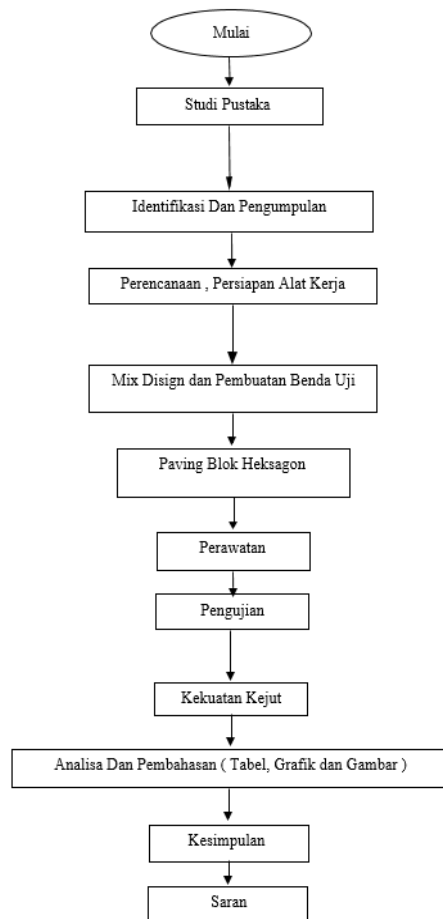 Mulai
Studi Pustaka
Identifikasi Dan Pengumpulan
Perencanaan , Persiapan Alat Kerja
Mix Disign dan Pembuatan Benda Uji
Paving Blok Heksagon
Perawatan
Pengujian
Kekuatan Kejut
Analisa Dan Pembahasan ( Tabel, Grafik dan Gambar )
Kesimpulan
Saran